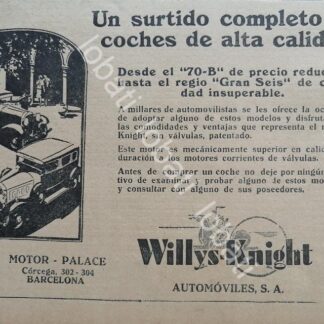 Un surtido completo
coches de alta calid
Desde el "70-B" de precio redu
hasta el regio "Gran Seis" de c
dad insuperable.
A millares de automovilistas se les ofrece la oc
de adoptar alguno de estos modelos y disfruta
las comodidades y ventajas que representa el
Knight, sin válvulas, patentado.
Este motor es mecánicamente superior en calid
duración a los motores corrientes de válvulas.
Antes de comprar un coche no deje por ningún
tivo de examinar y probar alguno de estos mod
y consultar con alguno de sus poseedores.
MOTOR - PALACE
Córcega, 302 - 304
BARCELONA
Willys-Knight
AUTOMÓVILES, S. A.